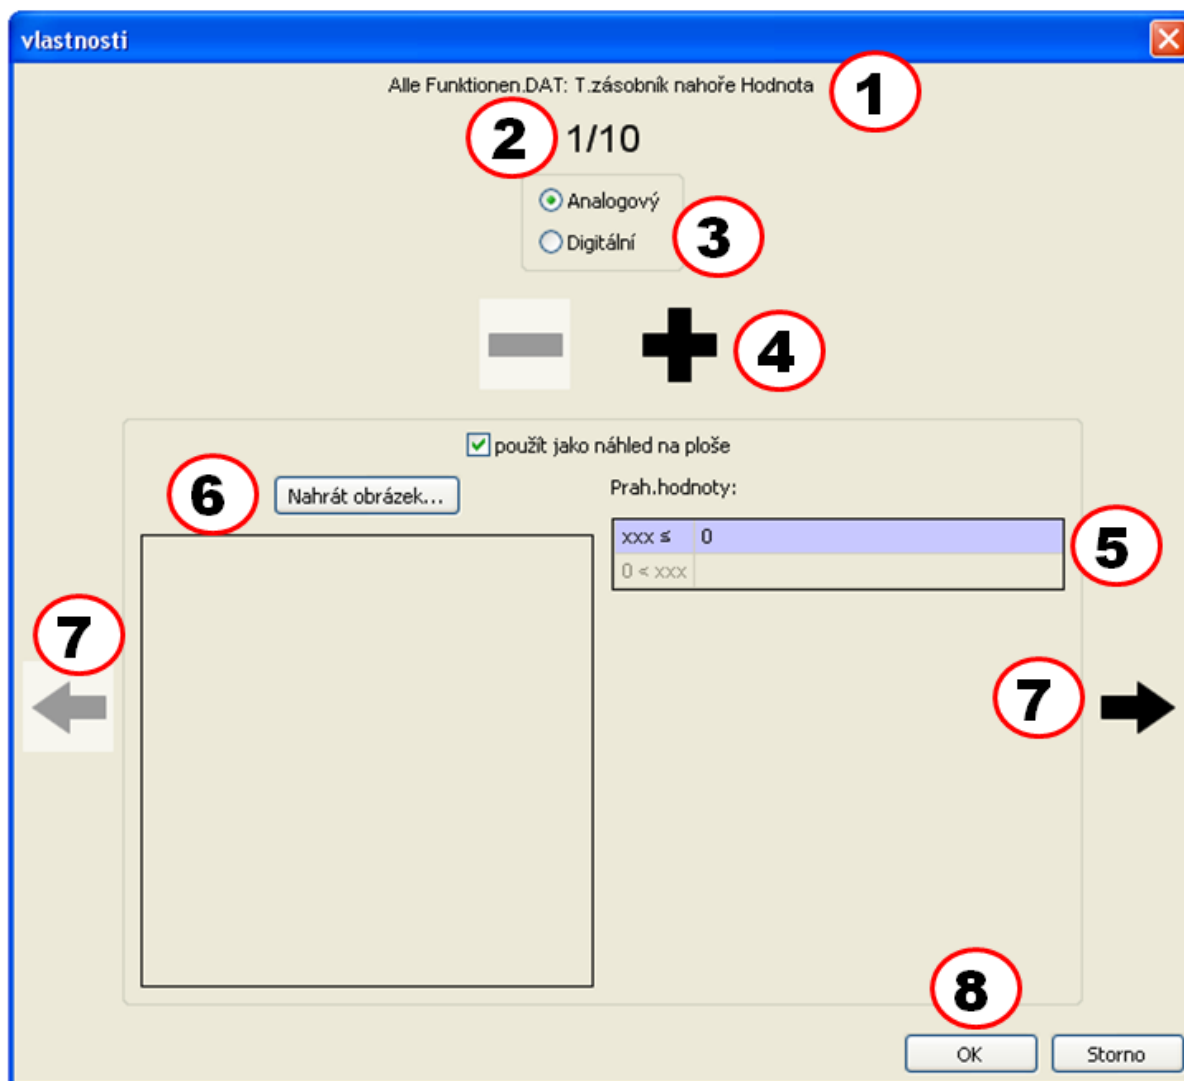 vlastnosti
Alle Funktionen.DAT: T.zásobník nahoře Hodnota
1
2
1/10
Analogový
Digitální
3
4
použít jako náhled na ploše
6
Nahrát obrázek...
Prah.hodnoty:
xxx ≤ 0
0 < xxx
5
7
7
8
OK
Storno